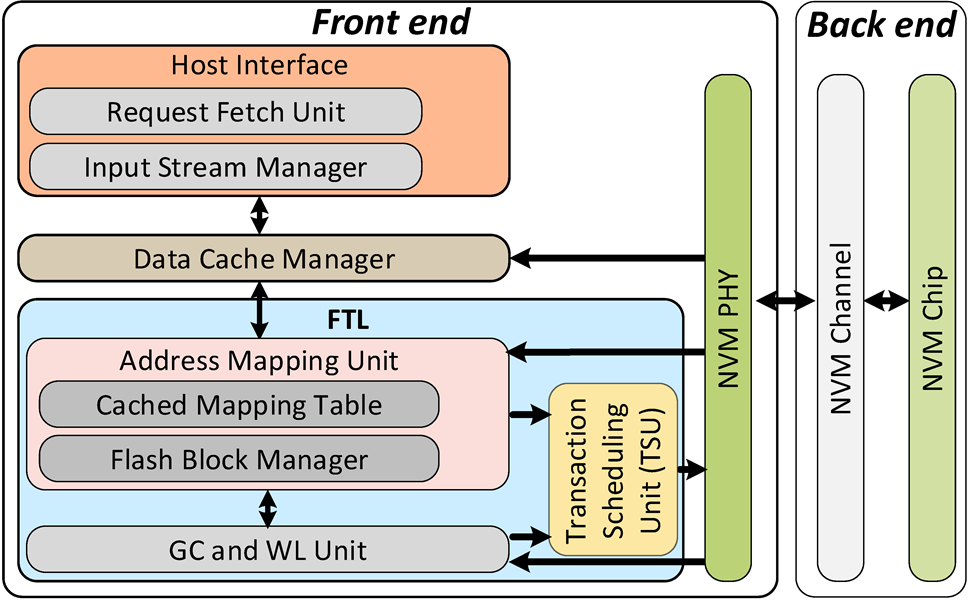 Front end
Host Interface
Request Fetch Unit
Input Stream Manager
Data Cache Manager
FTL
Address Mapping Unit
Cached Mapping Table
Flash Block Manager
GC and WL Unit
Transaction
Scheduling
Unit (TSU)
NVM PHY
Back end
NVM Channel
NVM Chip